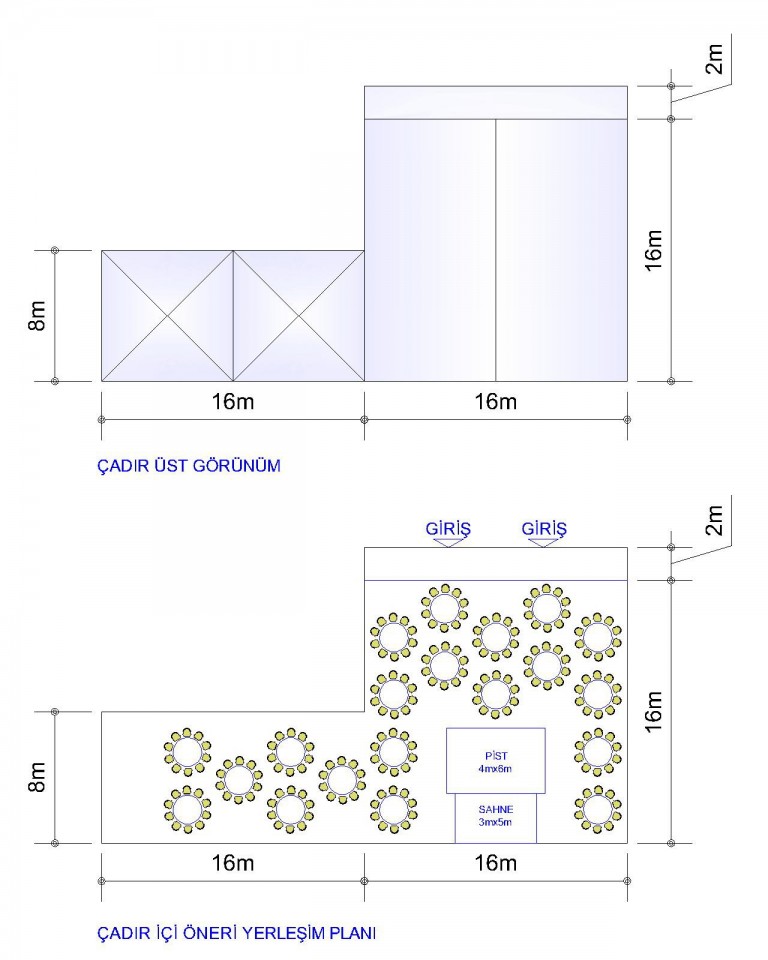 2m
16m
8m
16m
16m
ÇADIR ÜST GÖRÜNÜM
GİRİŞ
GİRİŞ
2m
16m
8m
PİST
4mx6m
SAHNE
3mx5m
16m
16m
ÇADIR İÇİ ÖNERİ YERLEŞİM PLANI